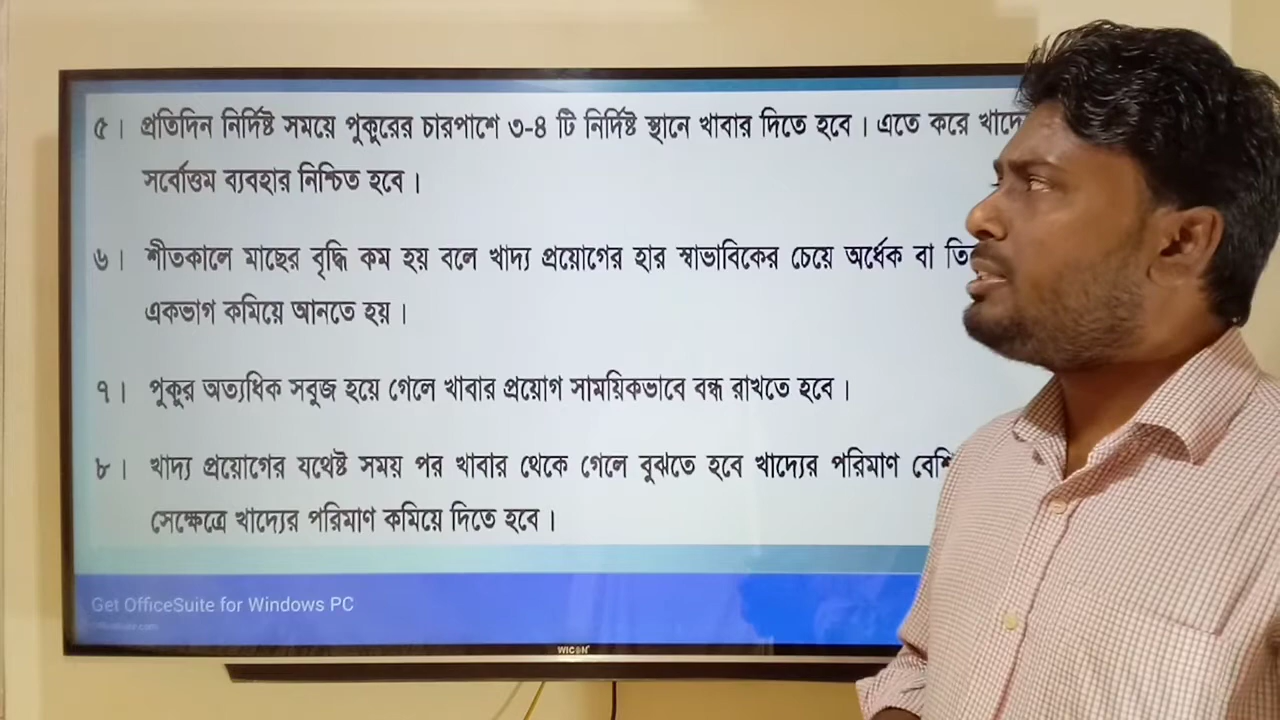 ৫। প্রতিদিন নির্দিষ্ট সময়ে পুকুরের চারপাশে ৩-৪ টি নির্দিষ্ট স্থানে খাবার দিতে হবে। এতে করে
সর্বোত্তম ব্যবহার নিশ্চিত হবে।
৬। শীতকালে মাছের বৃদ্ধি কম হয় বলে খাদ্য প্রয়োগের হার স্বাভাবিকের চেয়ে অর্ধেক বা
একভাগ কমিয়ে আনতে হয়।
৭। পুকুর অত্যধিক সবুজ হয়ে গেলে খাবার প্রয়োগ সাময়িকভাবে বন্ধ রাখতে হবে।
৮। খাদ্য প্রয়োগের যথেষ্ট সময় পর খাবার থেকে গেলে বুঝতে হবে খাদ্যের পরিমাণ বেশি
সেক্ষেত্রে খাদ্যের পরিমাণ কমিয়ে দিতে হবে।
Get OfficeSuite for Windows PC
WICON